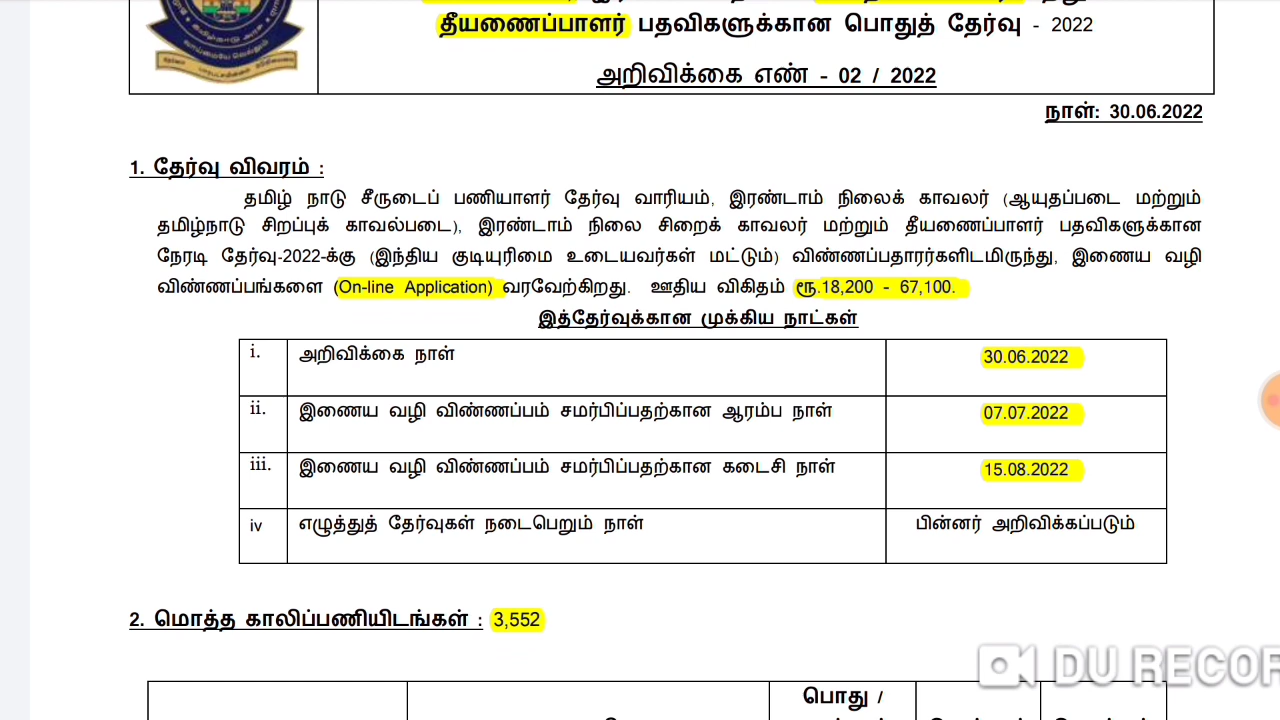 தீயணைப்பாளர் பதவிகளுக்கான பொதுத் தேர்வு - 2022
அறிவிக்கை எண் - 02 / 2022
நாள்: 30.06.2022
1. தேர்வு விவரம் :
தமிழ் நாடு சீருடைப் பணியாளர் தேர்வு வாரியம், இரண்டாம் நிலைக் காவலர் (ஆயுதப்படை மற்றும்
தமிழ்நாடு சிறப்புக் காவல்படை), இரண்டாம் நிலை சிறைக் காவலர் மற்றும் தீயணைப்பாளர் பதவிகளுக்கான
நேரடி தேர்வு-2022-க்கு (இந்திய குடியுரிமை உடையவர்கள் மட்டும்) விண்ணப்பதாரர்களிடமிருந்து, இணைய வழி
விண்ணப்பங்களை (On-line Application) வரவேற்கிறது. ஊதிய விகிதம் ரூ.18,200 - 67,100.
இத்தேர்வுக்கான முக்கிய நாட்கள்
i. அறிவிக்கை நாள் 30.06.2022
ii. இணைய வழி விண்ணப்பம் சமர்பிப்பதற்கான ஆரம்ப நாள் 07.07.2022
iii. இணைய வழி விண்ணப்பம் சமர்பிப்பதற்கான கடைசி நாள் 15.08.2022
iv எழுத்துத் தேர்வுகள் நடைபெறும் நாள் பின்னர் அறிவிக்கப்படும்
2. மொத்த காலிப்பணியிடங்கள் : 3,552
DU RECOR
பொது /